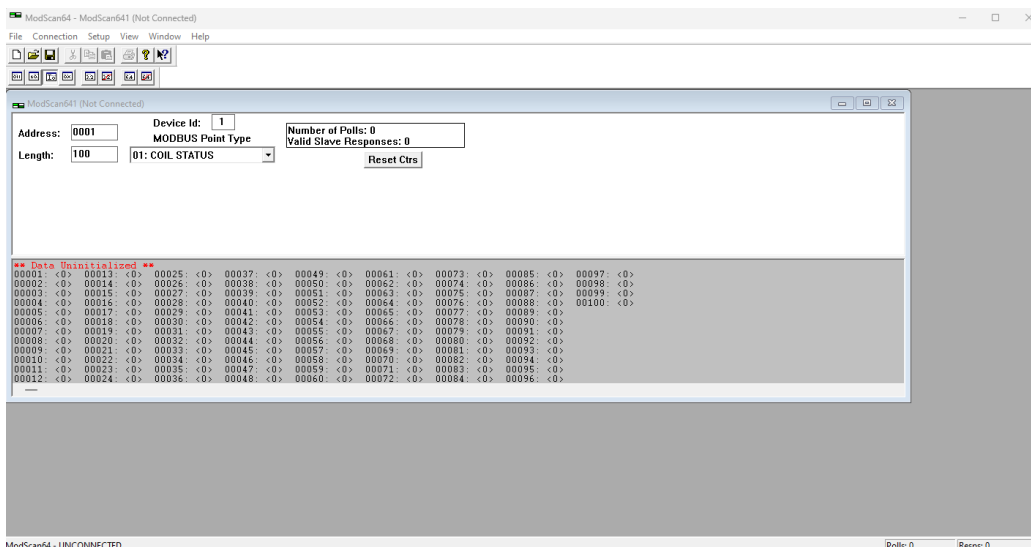 ModScan64 - ModScan641 (Not Connected)
File Connection Setup View Window Help
ModScan641 (Not Connected)
Address: 0001
Device Id: 1
MODBUS Point Type
Length: 100
01: COIL STATUS
Number of Polls: 0
Valid Slave Responses: 0
Reset Ctrs
** Data Uninitialized **
00001: <0> 00013: <0> 00025: <0> 00037: <0> 00049: <0> 00061: <0> 00073: <0> 00085: <0> 00097: <0>
00002: <0> 00014: <0> 00026: <0> 00038: <0> 00050: <0> 00062: <0> 00074: <0> 00086: <0> 00098: <0>
00003: <0> 00015: <0> 00027: <0> 00039: <0> 00051: <0> 00063: <0> 00075: <0> 00087: <0> 00099: <0>
00004: <0> 00016: <0> 00028: <0> 00040: <0> 00052: <0> 00064: <0> 00076: <0> 00088: <0> 00100: <0>
00005: <0> 00017: <0> 00029: <0> 00041: <0> 00053: <0> 00065: <0> 00077: <0> 00089: <0>
00006: <0> 00018: <0> 00030: <0> 00042: <0> 00054: <0> 00066: <0> 00078: <0> 00090: <0>
00007: <0> 00019: <0> 00031: <0> 00043: <0> 00055: <0> 00067: <0> 00079: <0> 00091: <0>
00008: <0> 00020: <0> 00032: <0> 00044: <0> 00056: <0> 00068: <0> 00080: <0> 00092: <0>
00009: <0> 00021: <0> 00033: <0> 00045: <0> 00057: <0> 00069: <0> 00081: <0> 00093: <0>
00010: <0> 00022: <0> 00034: <0> 00046: <0> 00058: <0> 00070: <0> 00082: <0> 00094: <0>
00011: <0> 00023: <0> 00035: <0> 00047: <0> 00059: <0> 00071: <0> 00083: <0> 00095: <0>
00012: <0> 00024: <0> 00036: <0> 00048: <0> 00060: <0> 00072: <0> 00084: <0> 00096: <0>
ModScan64 - UNCONNECTED
Polls: 0
Resps: 0